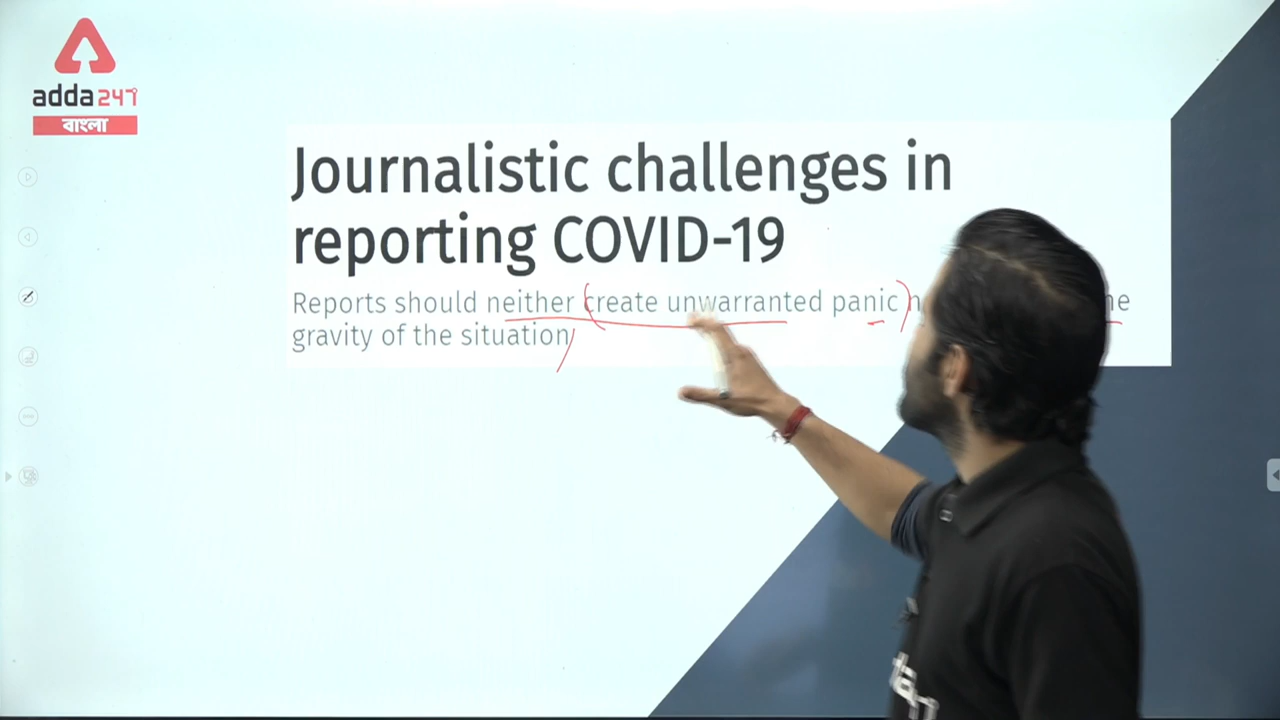 adda247
বাংলা
Journalistic challenges in
reporting COVID-19
Reports should neither create unwarranted panic
gravity of the situation